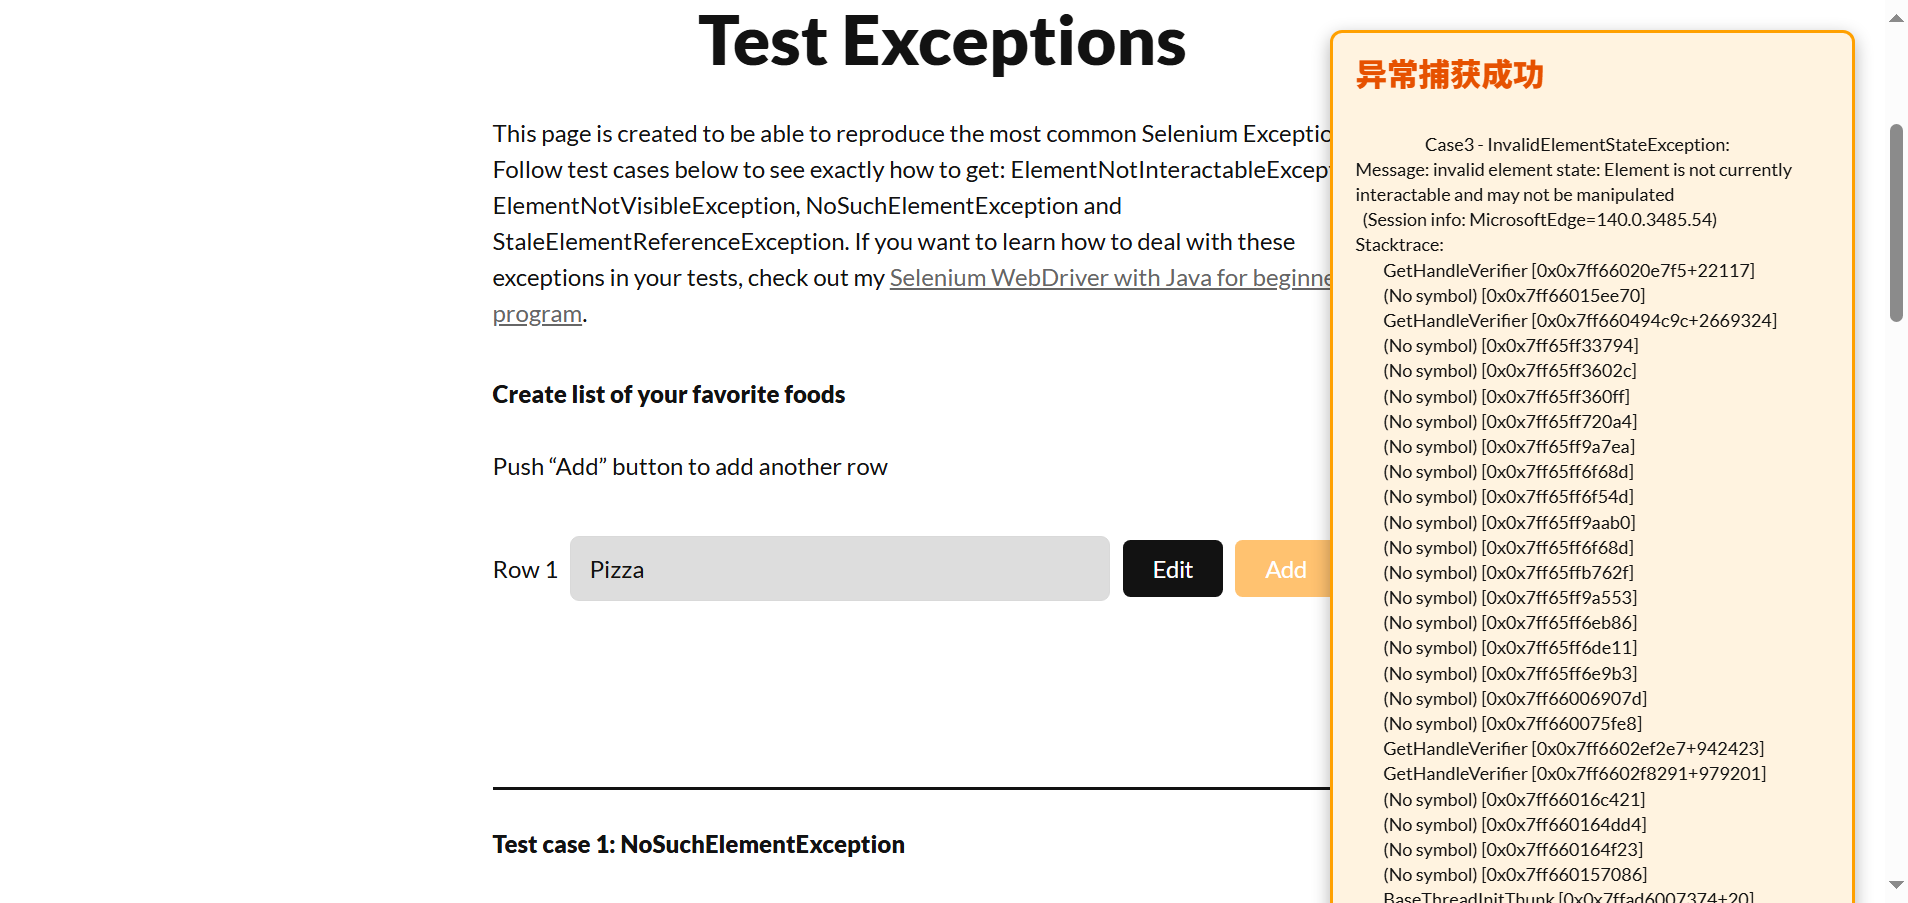 Test Exceptions
This page is created to be able to reproduce the most common Selenium Exceptio
Follow test cases below to see exactly how to get: ElementNotInteractableExcep
ElementNotVisibleException, NoSuchElementException and
StaleElementReferenceException. If you want to learn how to deal with these
exceptions in your tests, check out my Selenium WebDriver with Java for beginne
program.
Create list of your favorite foods
Push “Add” button to add another row
Row 1 Pizza Edit Add
Test case 1: NoSuchElementException
异常捕获成功
Case3 - InvalidElementStateException:
Message: invalid element state: Element is not currently
interactable and may not be manipulated
(Session info: MicrosoftEdge=140.0.3485.54)
Stacktrace:
GetHandleVerifier [0x0x7ff66020e7f5+22117]
(No symbol) [0x0x7ff66015ee70]
GetHandleVerifier [0x0x7ff660494c9c+2669324]
(No symbol) [0x0x7ff65ff33794]
(No symbol) [0x0x7ff65ff3602c]
(No symbol) [0x0x7ff65ff360ff]
(No symbol) [0x0x7ff65ff720a4]
(No symbol) [0x0x7ff65ff9a7ea]
(No symbol) [0x0x7ff65ff6f68d]
(No symbol) [0x0x7ff65ff6f54d]
(No symbol) [0x0x7ff65ff9aab0]
(No symbol) [0x0x7ff65ff6f68d]
(No symbol) [0x0x7ff65ffb762f]
(No symbol) [0x0x7ff65ff9a553]
(No symbol) [0x0x7ff65ff6eb86]
(No symbol) [0x0x7ff65ff6de11]
(No symbol) [0x0x7ff65ff6e9b3]
(No symbol) [0x0x7ff66006907d]
(No symbol) [0x0x7ff660075fe8]
GetHandleVerifier [0x0x7ff6602ef2e7+942423]
GetHandleVerifier [0x0x7ff6602f8291+979201]
(No symbol) [0x0x7ff66016c421]
(No symbol) [0x0x7ff660164dd4]
(No symbol) [0x0x7ff660164f23]
(No symbol) [0x0x7ff660157086]
BaseThreadInitThunk [0x0x7ffad6007374+20]